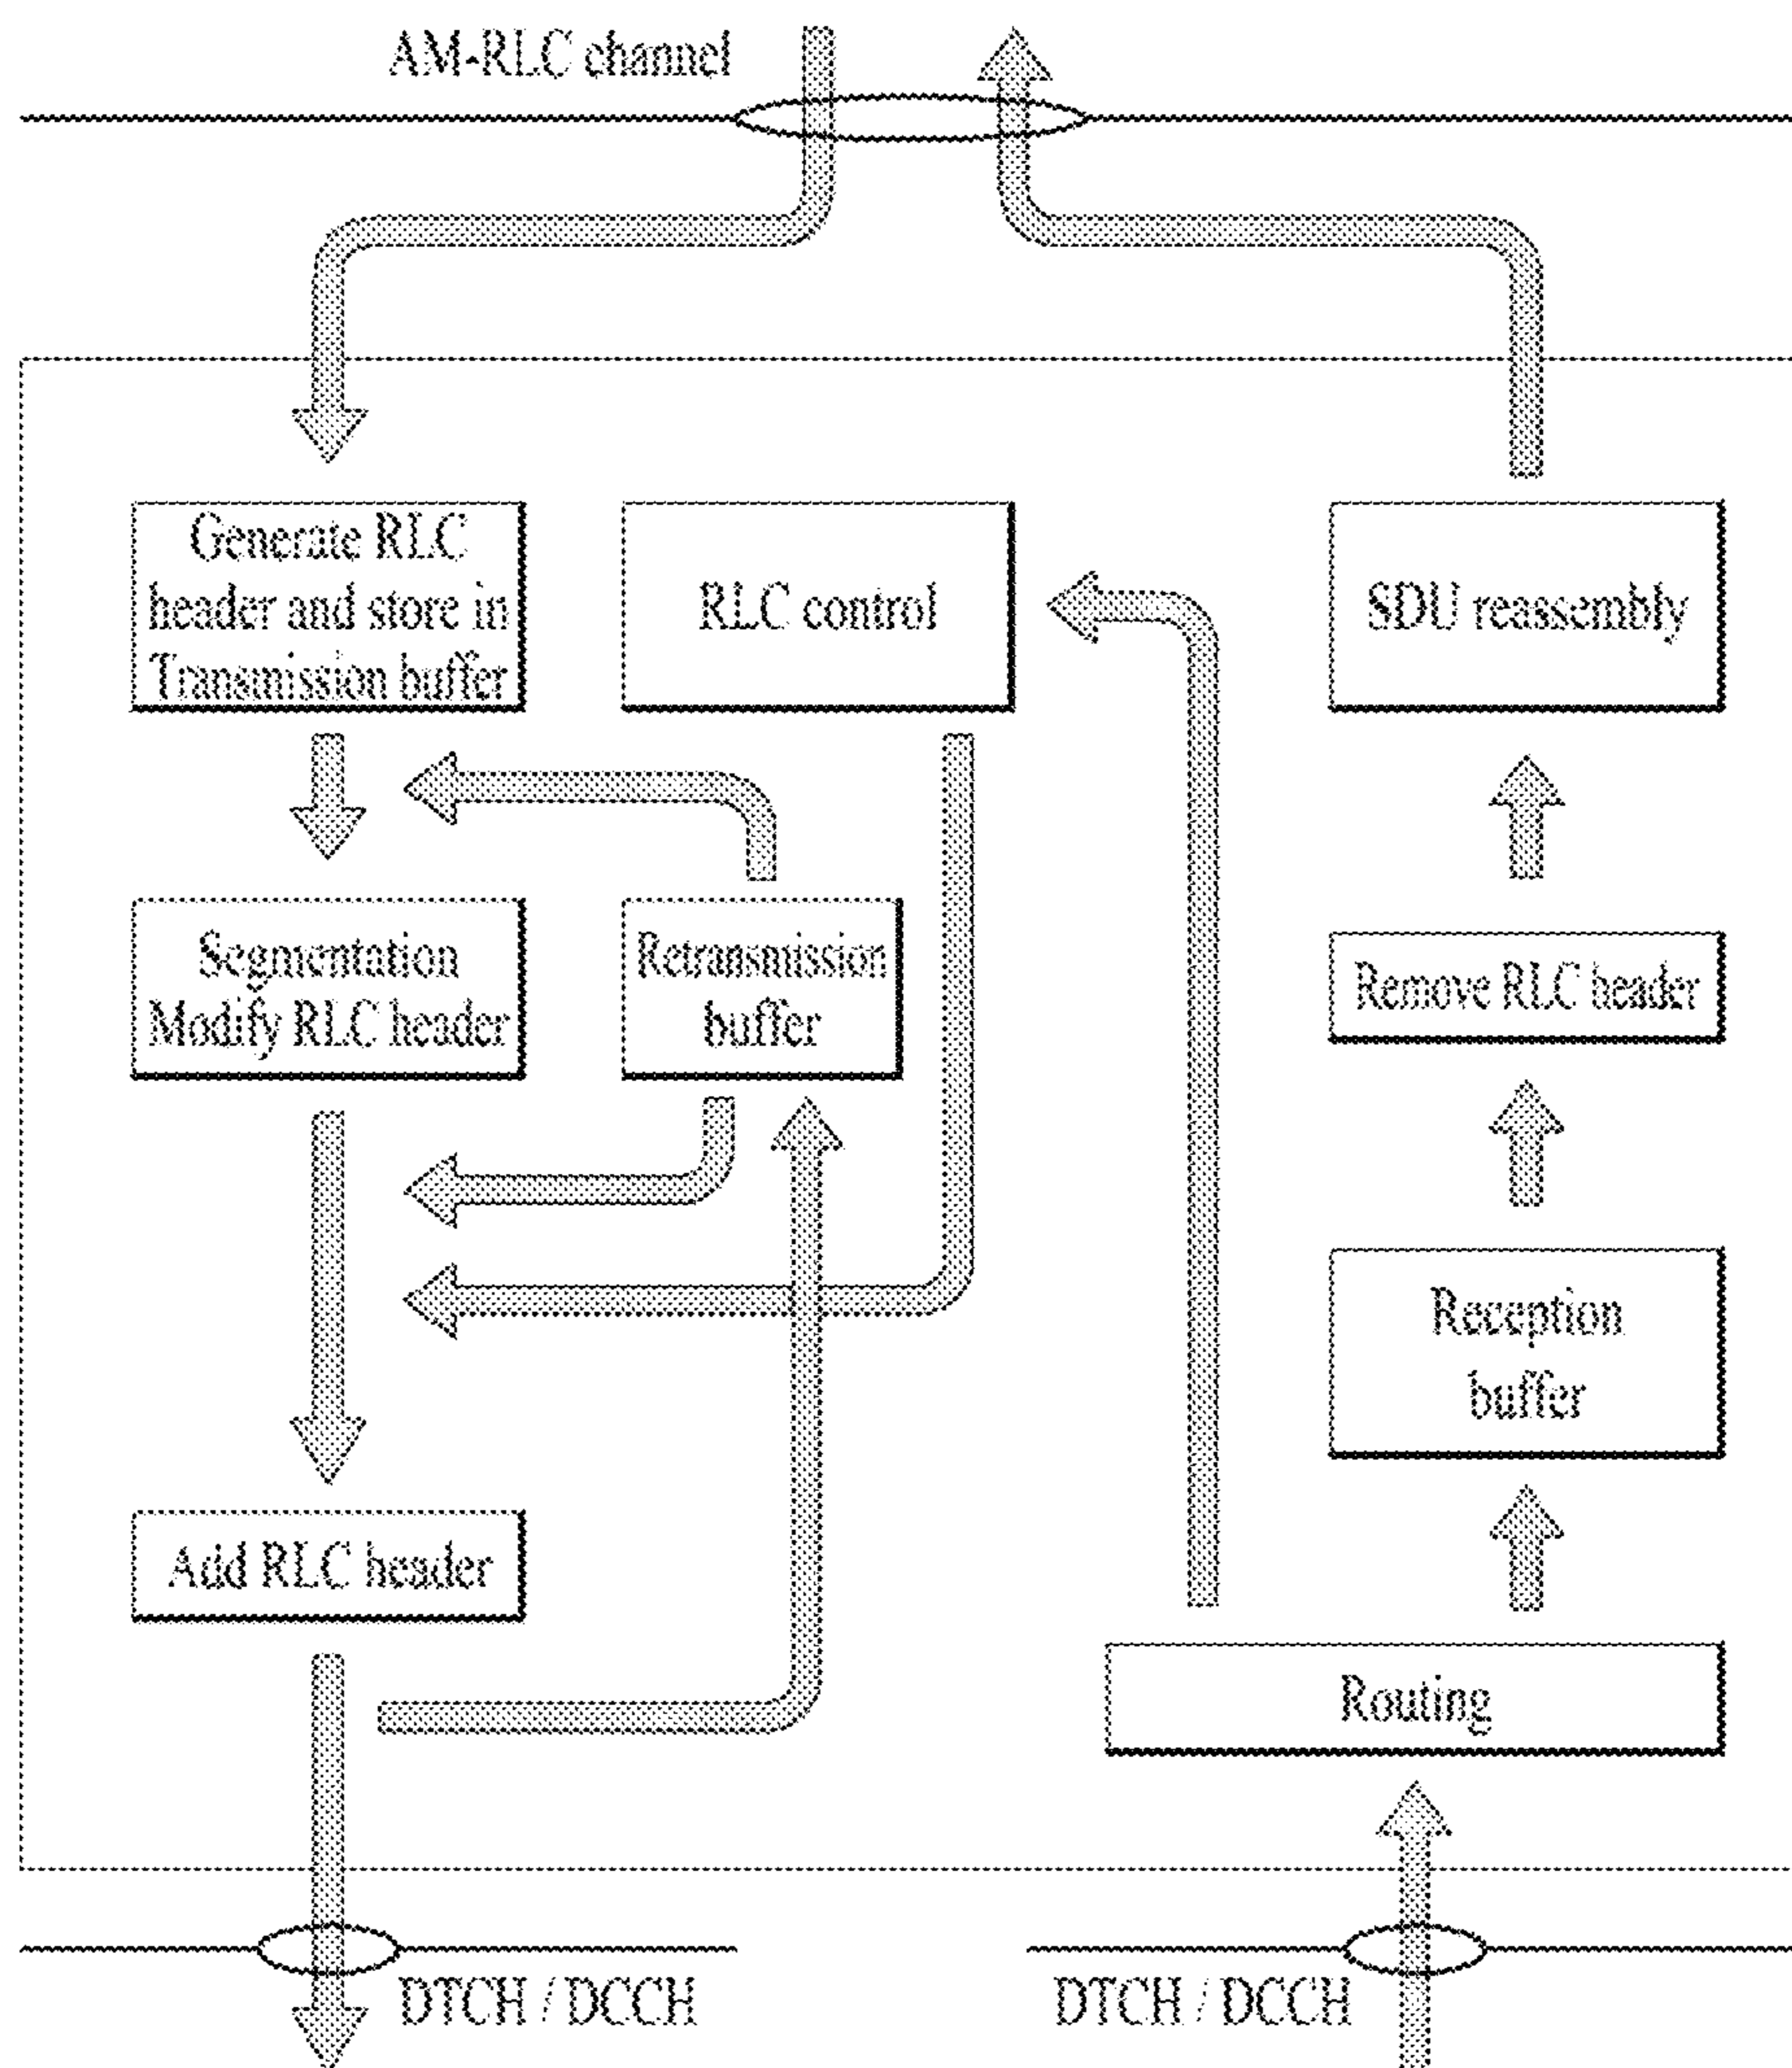 AM-RLC channel
Generate RLC
header and store in
Transmission buffer
RLC control
SDU reassembly
Segmentation
Modify RLC header
Retransmission
buffer
Remove RLC header
Reception
buffer
Add RLC header
Routing
DTCH / DCCH
DTCH / DCCH